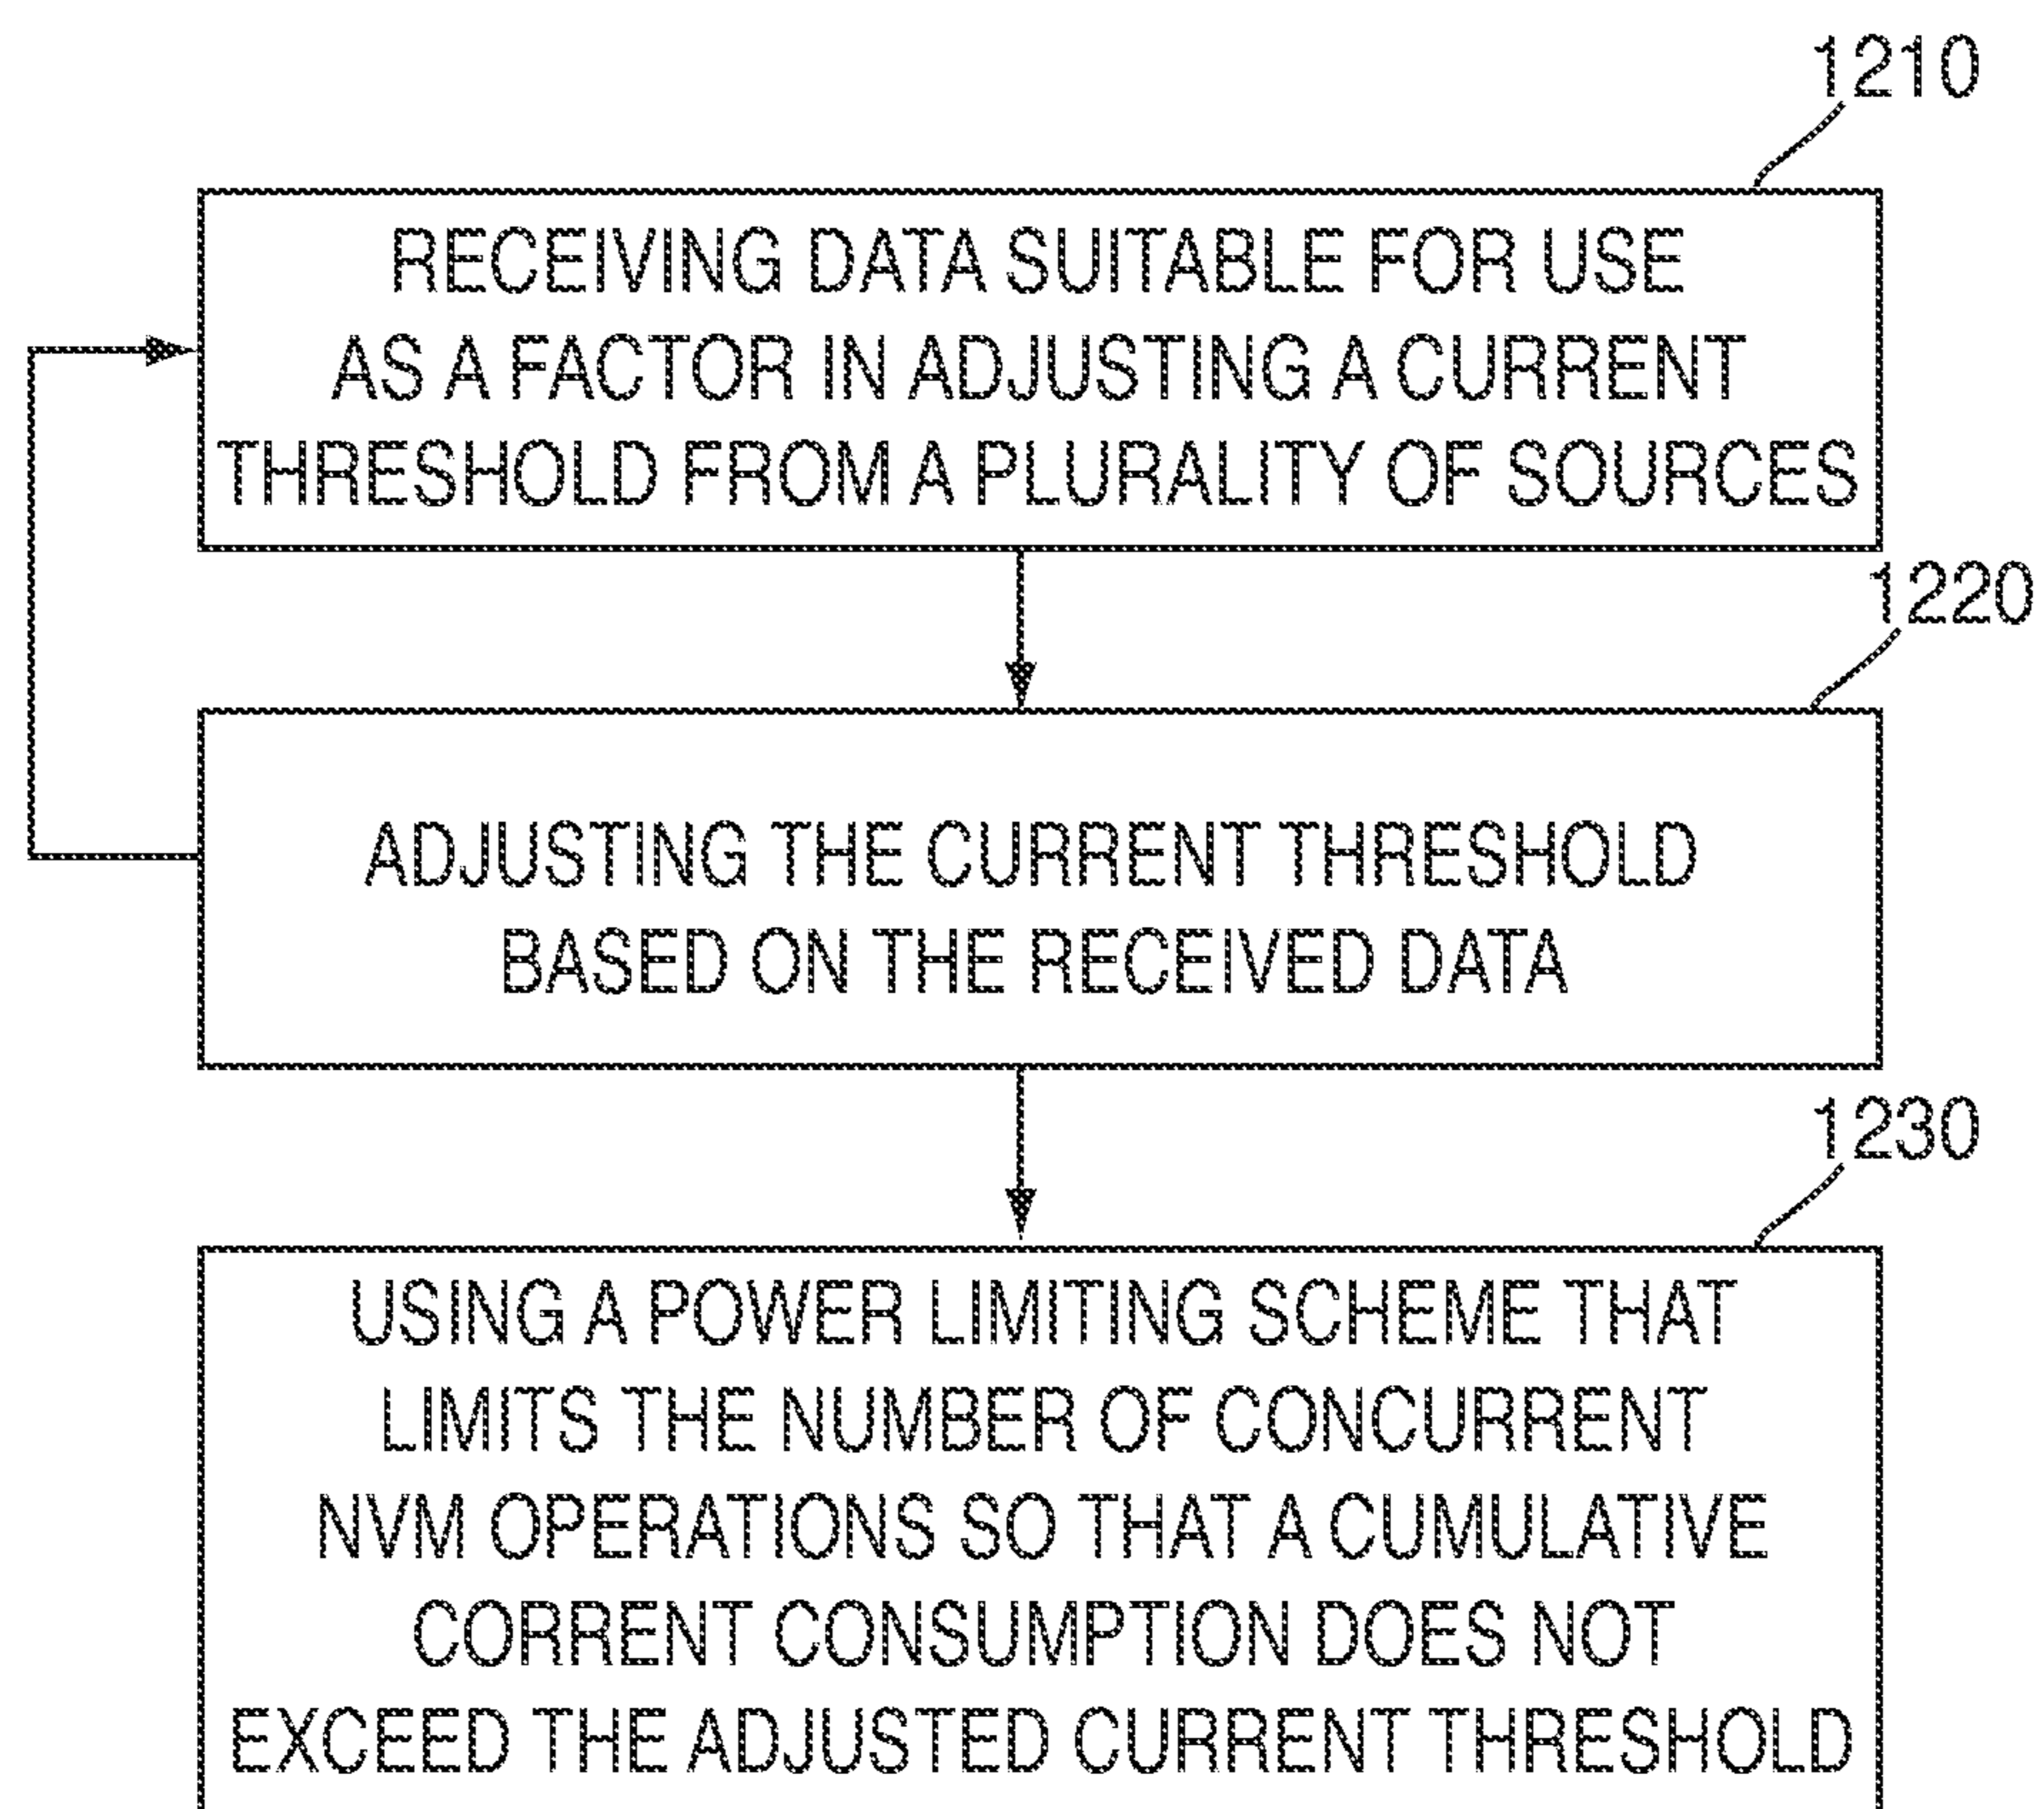 1210
RECEIVING DATA SUITABLE FOR USE
AS A FACTOR IN ADJUSTING A CURRENT
THRESHOLD FROM A PLURALITY OF SOURCES
1220
ADJUSTING THE CURRENT THRESHOLD
BASED ON THE RECEIVED DATA
1230
USING A POWER LIMITING SCHEME THAT
LIMITS THE NUMBER OF CONCURRENT
NVM OPERATIONS SO THAT A CUMULATIVE
CORRENT CONSUMPTION DOES NOT
EXCEED THE ADJUSTED CURRENT THRESHOLD